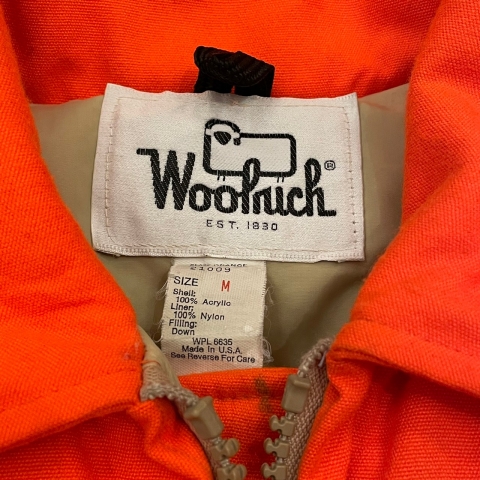 Woolrich®
EST. 1830
21009
SIZE M
Shell:
100% Acrylic
Liner:
100% Nylon
Filling:
Down
WPL 6635
Made in U.S.A.
See Reverse For Care